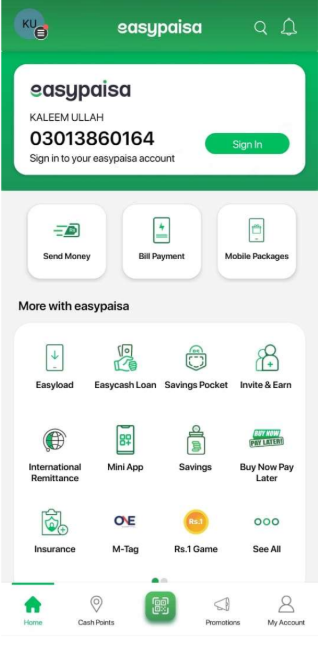 KU
easypaisa
easypaisa
KALEEM ULLAH
03013860164
Sign In
Sign in to your easypaisa account
Send Money
Bill Payment
Mobile Packages
More with easypaisa
Easyload
Easycash Loan
Savings Pocket
Invite & Earn
BUY NOW
PAY LATER!
International
Remittance
Mini App
Savings
Buy Now Pay
Later
ONE
Rs.1
Insurance
M-Tag
Rs.1 Game
See All
Home
Cash Points
Promotions
My Account